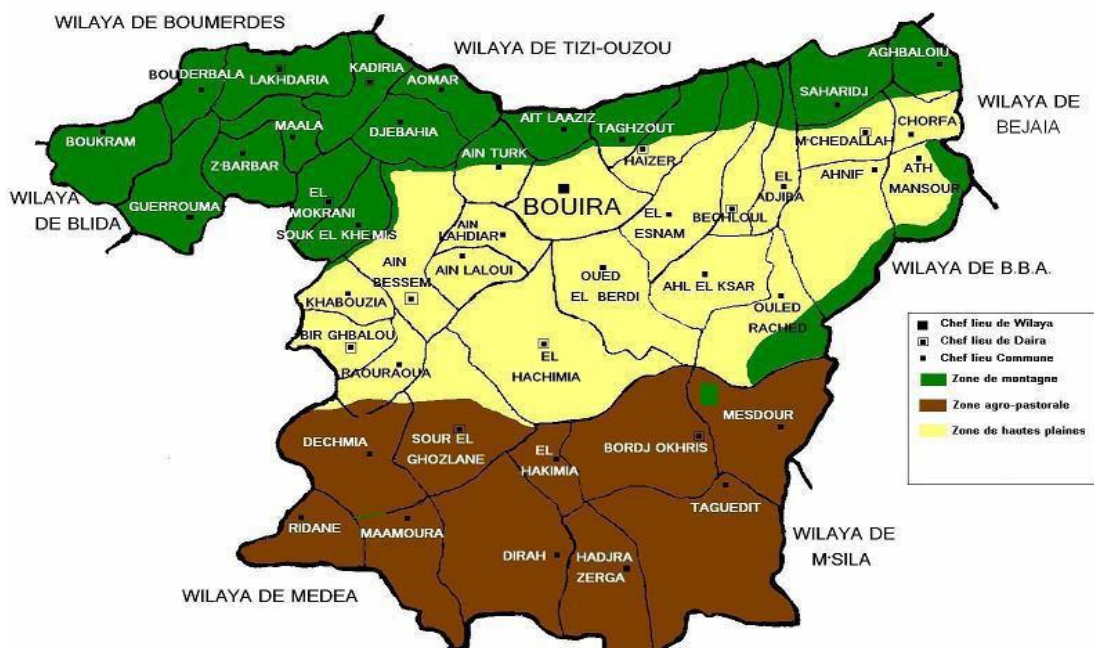 WILAYA DE BOUMERDES
WILAYA DE TIZI-OUZOU
AGHBALOIU
BOUDERBALA
LAKHDARIA
KADIRIA
AOMAR
SAHARIDJ
WILAYA DE
BEJAIA
BOUKRAM
MAALA
DJEBAHIA
AIT LAAZIZ
TAGHZOUT
CHORFA
Z'BARBAR
AIN TURK
HAIZER
M'CHEDALLAH
AHNIF
ATH
MANSOUR
WILAYA
DE BLIDA
GUERROUMA
EL
MOKRANI
SOUK EL KHEMIS
BOUIRA
EL
ESNAM
BECHLOUL
EL
ADJIBA
AIN
LAHDJAR
AIN LALOUI
AIN
BESSEM
OUED
EL BERDI
AHL EL KSAR
OULED
RACHED
WILAYA DE B.B.A.
KHABOUZIA
BIR GHBALOU
RAOURAOUA
EL
HACHIMIA
Chef lieu de Wilaya
Chef lieu de Daira
Chef lieu Commune
Zone de montagne
Zone agro-pastorale
Zone de hautes plaines
DECHMIA
SOUR EL
GHOZLANE
EL
HAKIMIA
BORDJ OKHRIS
MESDOUR
TAGUEDIT
RIDANE
MAAMOURA
DIRAH
HADJRA
ZERGA
WILAYA DE
M'SILA
WILAYA DE MEDEA